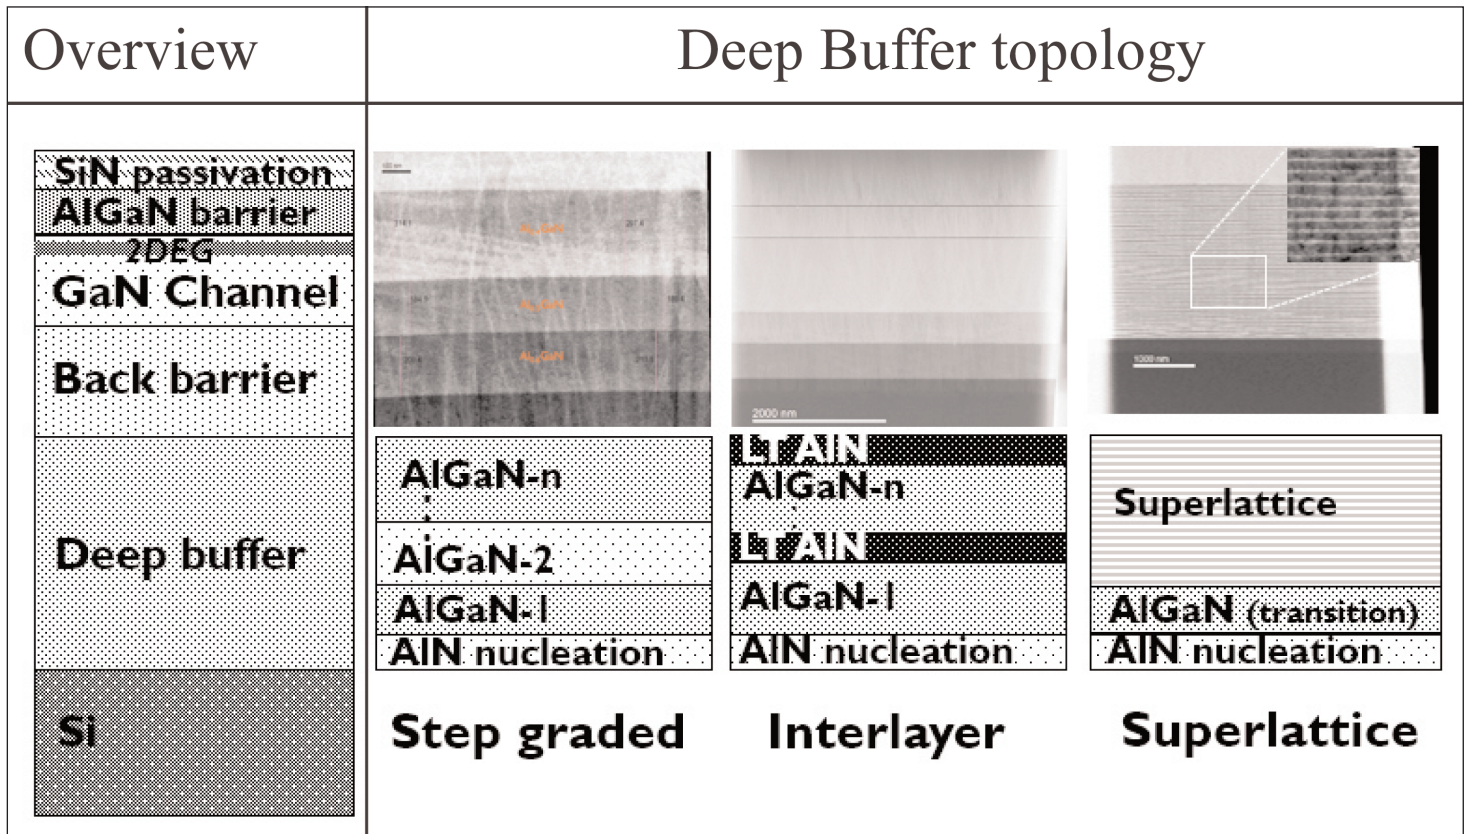 Overview
Deep Buffer topology
SiN passivation
AlGaN barrier
2DEG
GaN Channel
Back barrier
Deep buffer
Si
AlGaN-n
AlGaN-2
AlGaN-1
AlN nucleation
Step graded
2000 nm
LT AlN
AlGaN-n
LT AlN
AlGaN-1
AlN nucleation
Interlayer
1000 nm
Superlattice
AlGaN (transition)
AlN nucleation
Superlattice